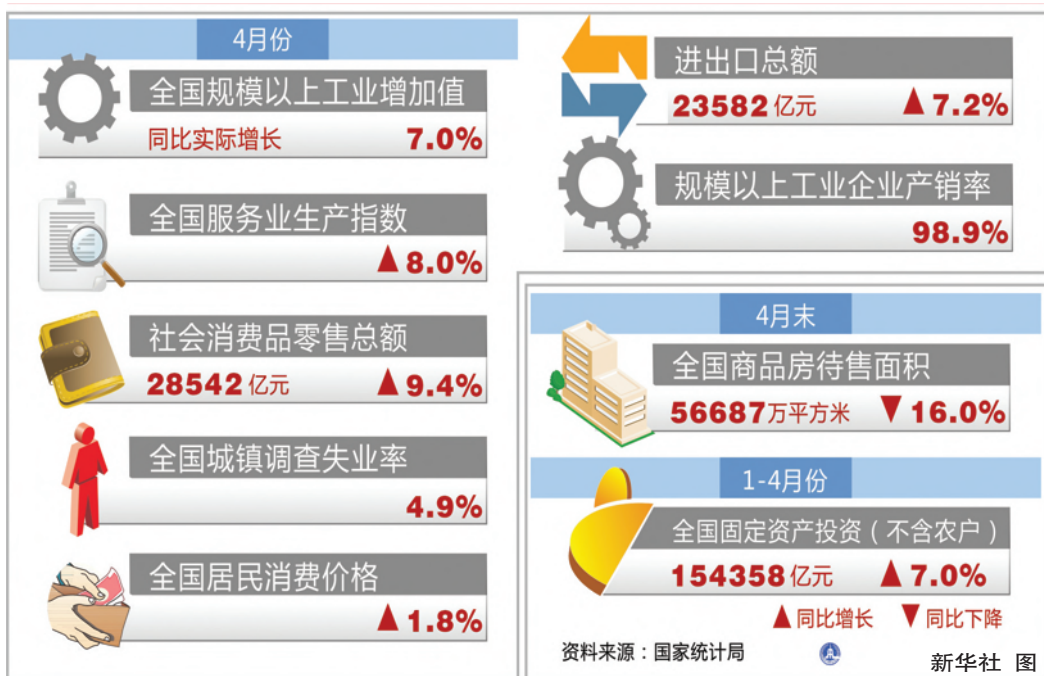 4月份
全国规模以上工业增加值
同比实际增长 7.0%
全国服务业生产指数
▲8.0%
社会消费品零售总额
28542亿元 ▲9.4%
全国城镇调查失业率
4.9%
全国居民消费价格
▲1.8%
进出口总额
23582亿元 ▲7.2%
规模以上工业企业产销率
98.9%
4月末
全国商品房待售面积
56687万平方米 ▼16.0%
1-4月份
全国固定资产投资（不含农户）
154358亿元 ▲7.0%
▲同比增长 ▼同比下降
资料来源：国家统计局
新华社 图